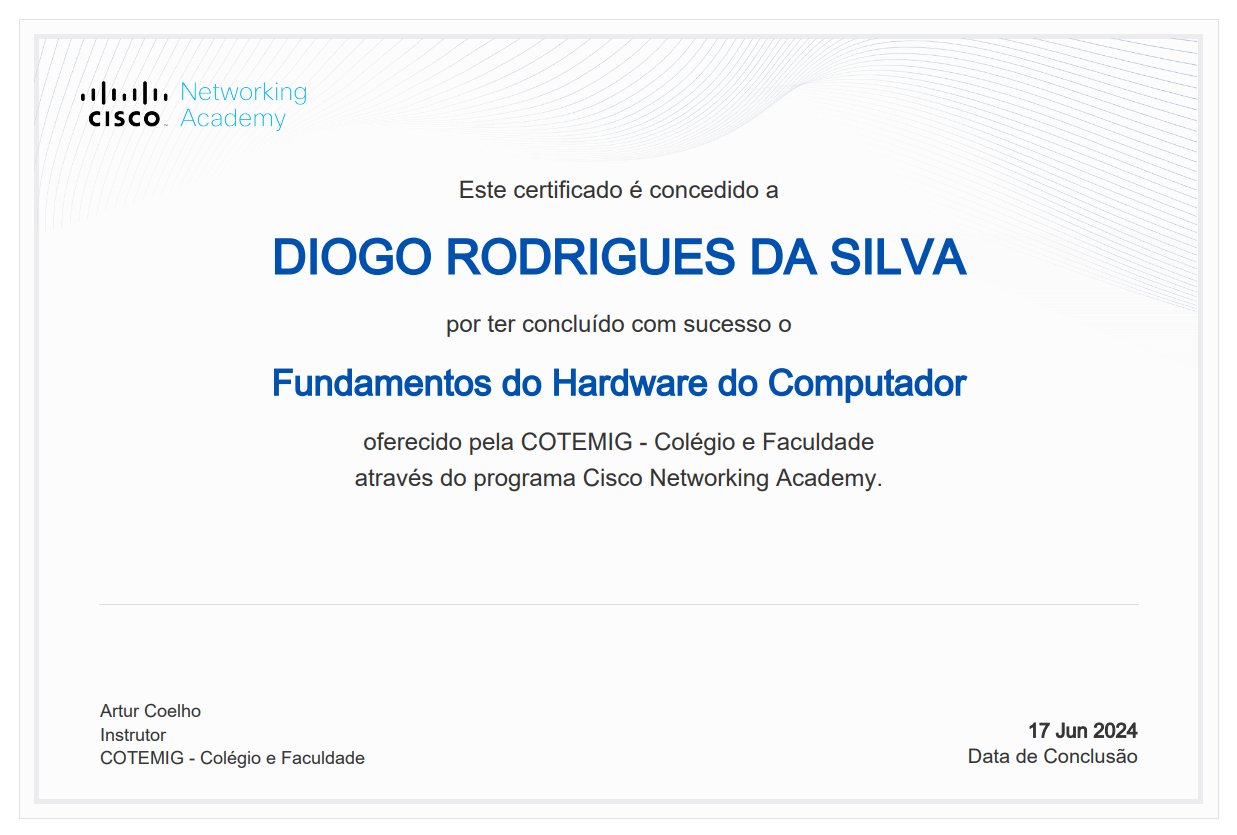 Networking
CISCO Academy
Este certificado é concedido a
DIOGO RODRIGUES DA SILVA
por ter concluído com sucesso o
Fundamentos do Hardware do Computador
oferecido pela COTEMIG - Colégio e Faculdade
através do programa Cisco Networking Academy.
Artur Coelho
Instrutor
COTEMIG - Colégio e Faculdade
17 Jun 2024
Data de Conclusão